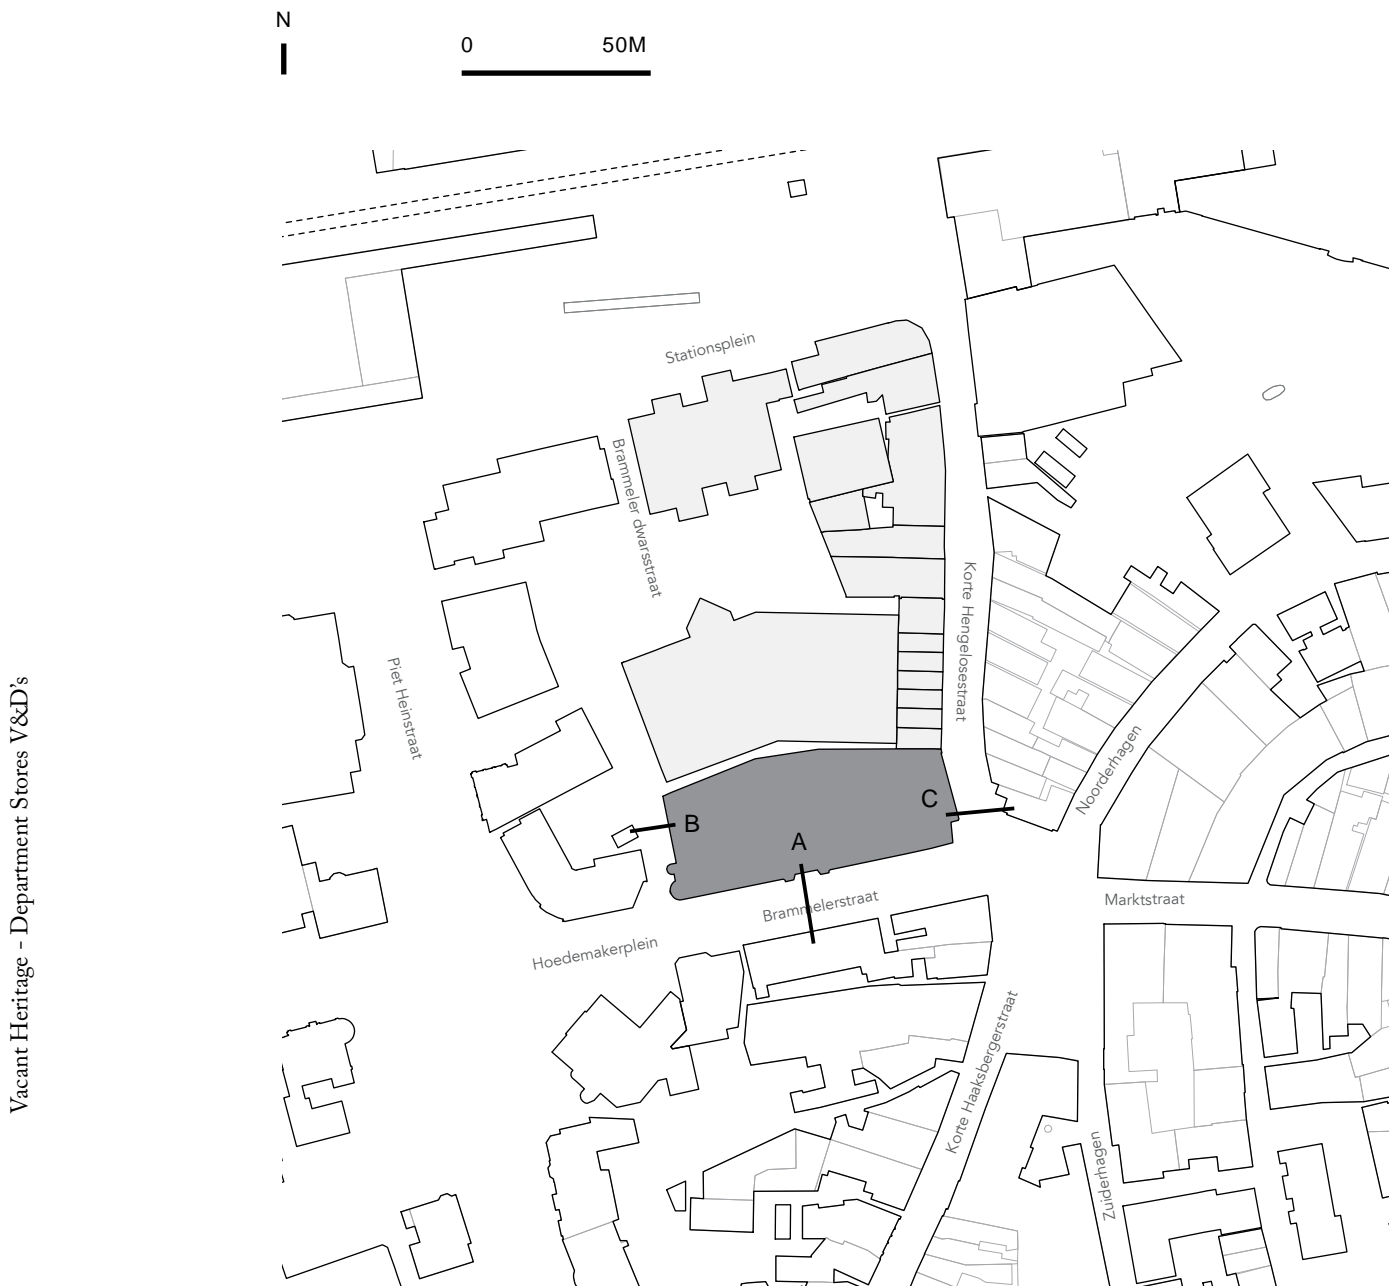 N
0 50M
Stationsplein
Brammeler dwarsstraat
Korte Hengelosestraat
Piet Heinstraat
Noorderhagen
C
B
A
Brammelerstraat
Marktstraat
Hoedemakerplein
Korte Haaksbergerstraat
Zuiderhagen
Vacant Heritage - Department Stores V&D's